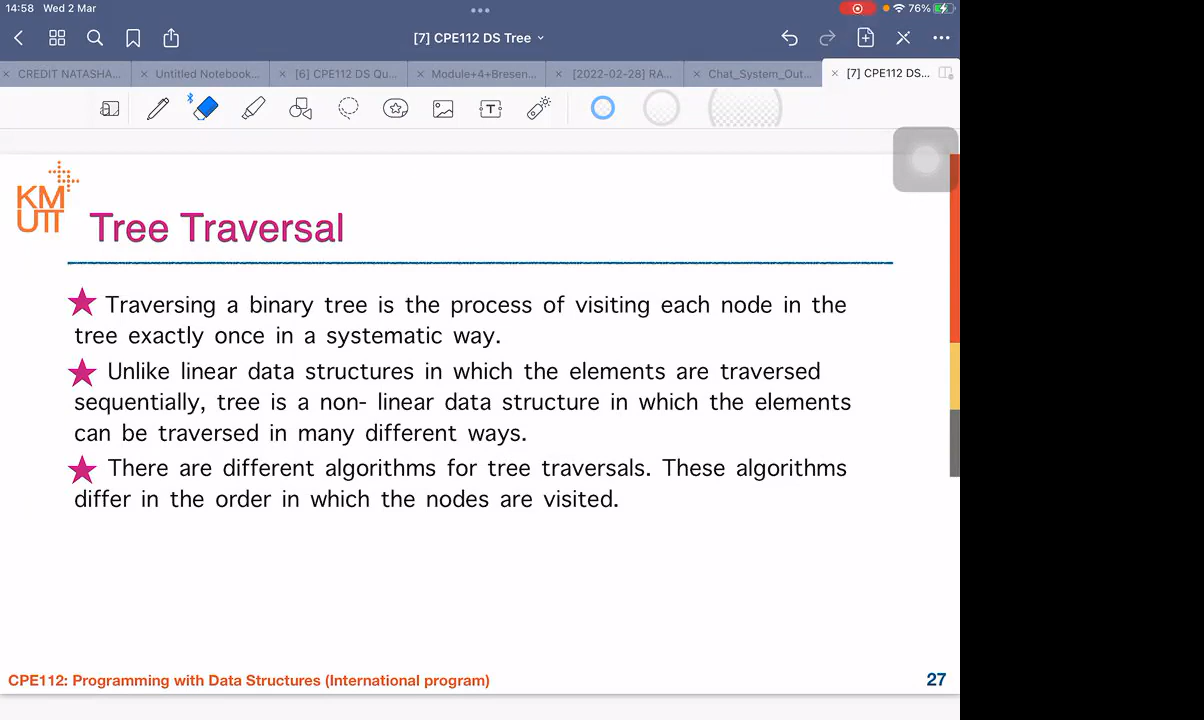 14:58 Wed 2 Mar
76%
[7] CPE112 DS Tree
CREDIT NATASHA...
Untitled Notebook...
[6] CPE112 DS Qu...
Module+4+Bresen...
[2022-02-28] RA...
Chat_System_Out...
[7] CPE112 DS...
T
KM
UTT
Tree Traversal
Traversing a binary tree is the process of visiting each node in the
tree exactly once in a systematic way.
Unlike linear data structures in which the elements are traversed
sequentially, tree is a non- linear data structure in which the elements
can be traversed in many different ways.
There are different algorithms for tree traversals. These algorithms
differ in the order in which the nodes are visited.
CPE112: Programming with Data Structures (International program)
27